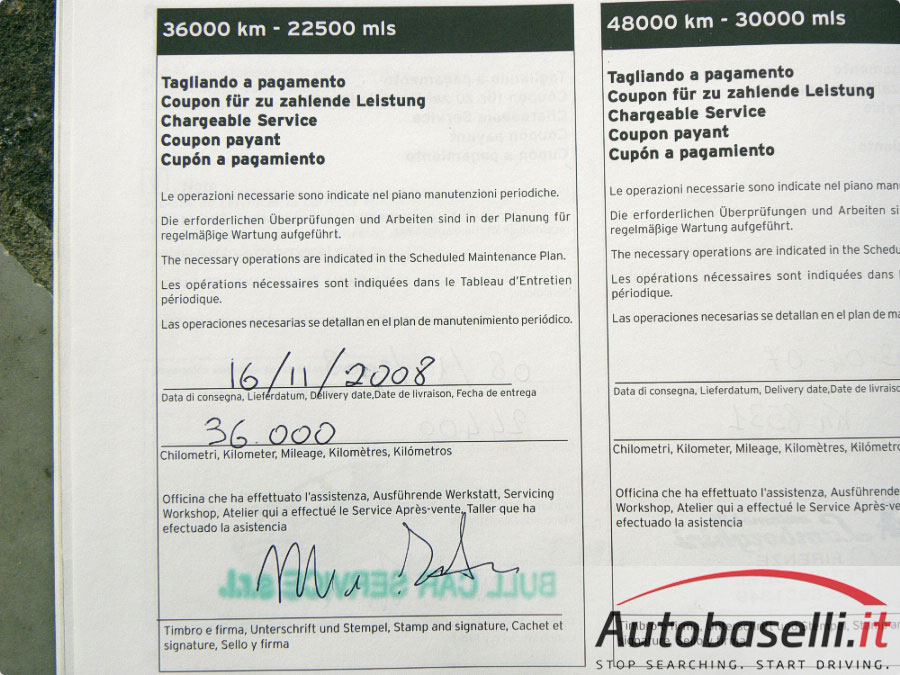 36000 km - 22500 mls
Tagliando a pagamento
Coupon für zu zahlende Leistung
Chargeable Service
Coupon payant
Cupón a pagamiento
Le operazioni necessarie sono indicate nel piano manutenzioni periodiche.
Die erforderlichen Überprüfungen und Arbeiten sind in der Planung für
regelmäßige Wartung aufgeführt.
The necessary operations are indicated in the Scheduled Maintenance Plan.
Les opérations nécessaires sont indiquées dans le Tableau d'Entretien
périodique.
Las operaciones necesarias se detallan en el plan de manutenimiento periódico.
16/11/2008
Data di consegna, Lieferdatum, Delivery date,Date de livraison, Fecha de entrega
36.000
Chilometri, Kilometer, Mileage, Kilomètres, Kilómetros
Officina che ha effettuato l'assistenza, Ausführende Werkstatt, Servicing
Workshop, Atelier qui a effectué le Service Après-vente, Taller que ha
efectuado la asistencia
BULL CAR SERVICE s.r.l.
Timbro e firma, Unterschrift und Stempel, Stamp and signature, Cachet et
signature, Sello y firma
48000 km - 30000 mls
Tagliando a pagamento
Coupon für zu zahlende Leistung
Chargeable Service
Coupon payant
Cupón a pagamiento
Le operazioni necessarie sono indicate nel piano
Die erforderlichen Überprüfungen und Arbeiten
regelmäßige Wartung aufgeführt.
The necessary operations are indicated in the
Les opérations nécessaires sont indiquées dans
périodique.
Las operaciones necesarias se detallan en el plan de
Data di consegna, Lieferdatum, Delivery date,Date de
Chilometri, Kilometer, Mileage, Kilomètres, Kilómetros
Officina che ha effettuato l'assistenza, Ausführende
Workshop, Atelier qui a effectué le Service Après-
efectuado la asistencia
Autobaselli.it
STOP SEARCHING. START DRIVING.